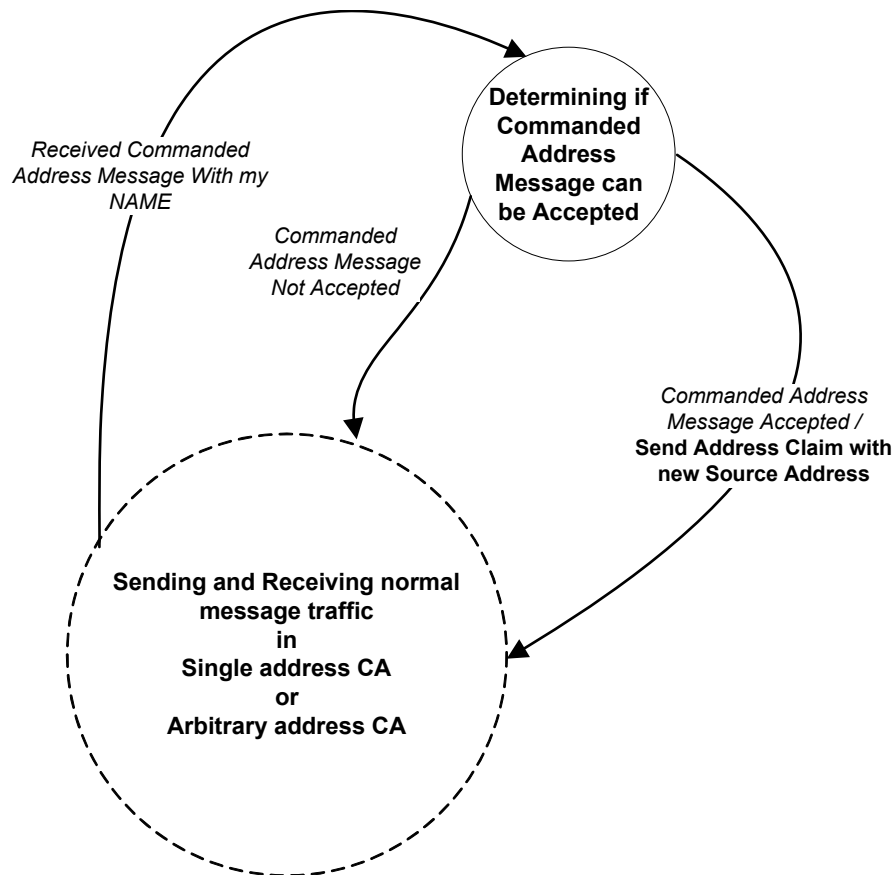 Determining if
Commanded
Address
Message can
be Accepted
Received Commanded
Address Message With my
NAME
Commanded
Address Message
Not Accepted
Commanded Address
Message Accepted /
Send Address Claim with
new Source Address
Sending and Receiving normal
message traffic
in
Single address CA
or
Arbitrary address CA